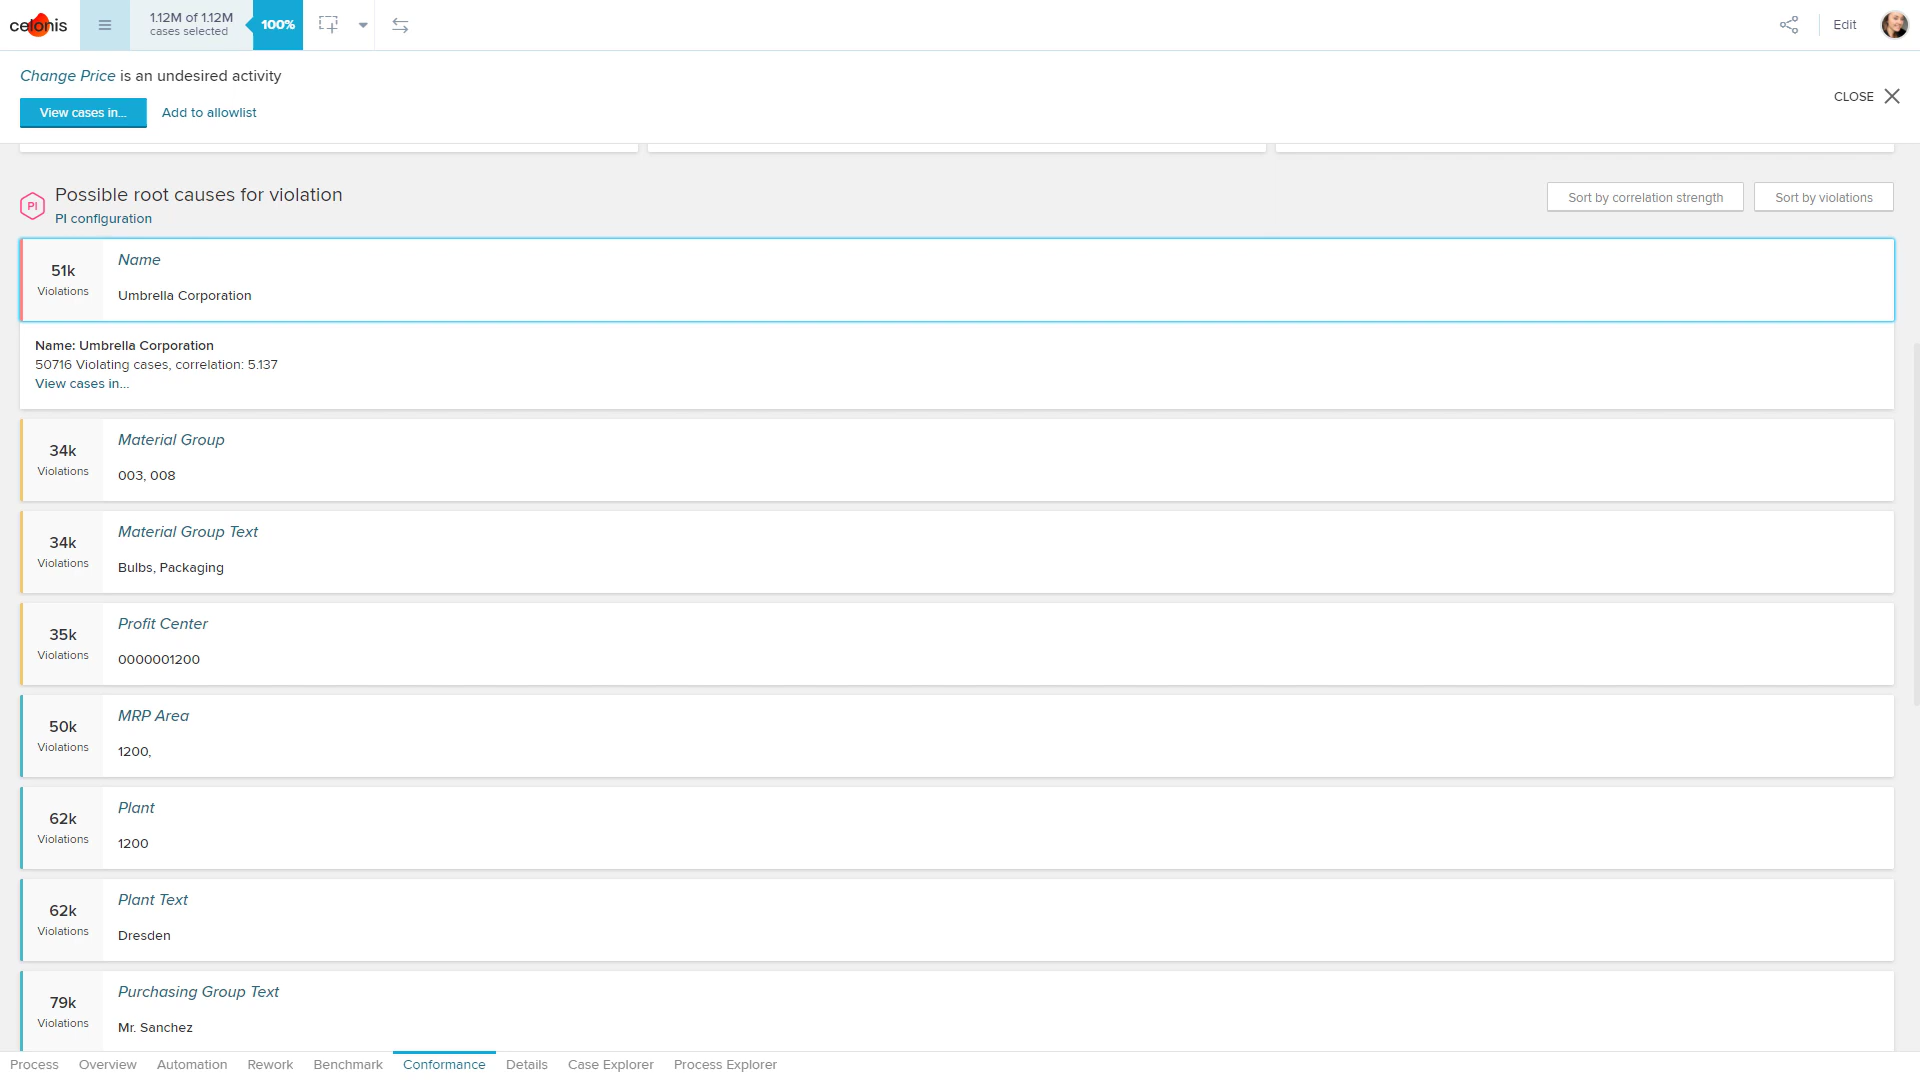 celonis
1.12M of 1.12M
cases selected
100%
Edit
Change Price is an undesired activity
View cases in...
Add to allowlist
CLOSE
PI
Possible root causes for violation
PI configuration
Sort by correlation strength
Sort by violations
51k
Violations
Name
Umbrella Corporation
Name: Umbrella Corporation
50716 Violating cases, correlation: 5.137
View cases in...
34k
Violations
Material Group
003, 008
34k
Violations
Material Group Text
Bulbs, Packaging
35k
Violations
Profit Center
0000001200
50k
Violations
MRP Area
1200,
62k
Violations
Plant
1200
62k
Violations
Plant Text
Dresden
79k
Violations
Purchasing Group Text
Mr. Sanchez
Process Overview Automation Rework Benchmark Conformance Details Case Explorer Process Explorer